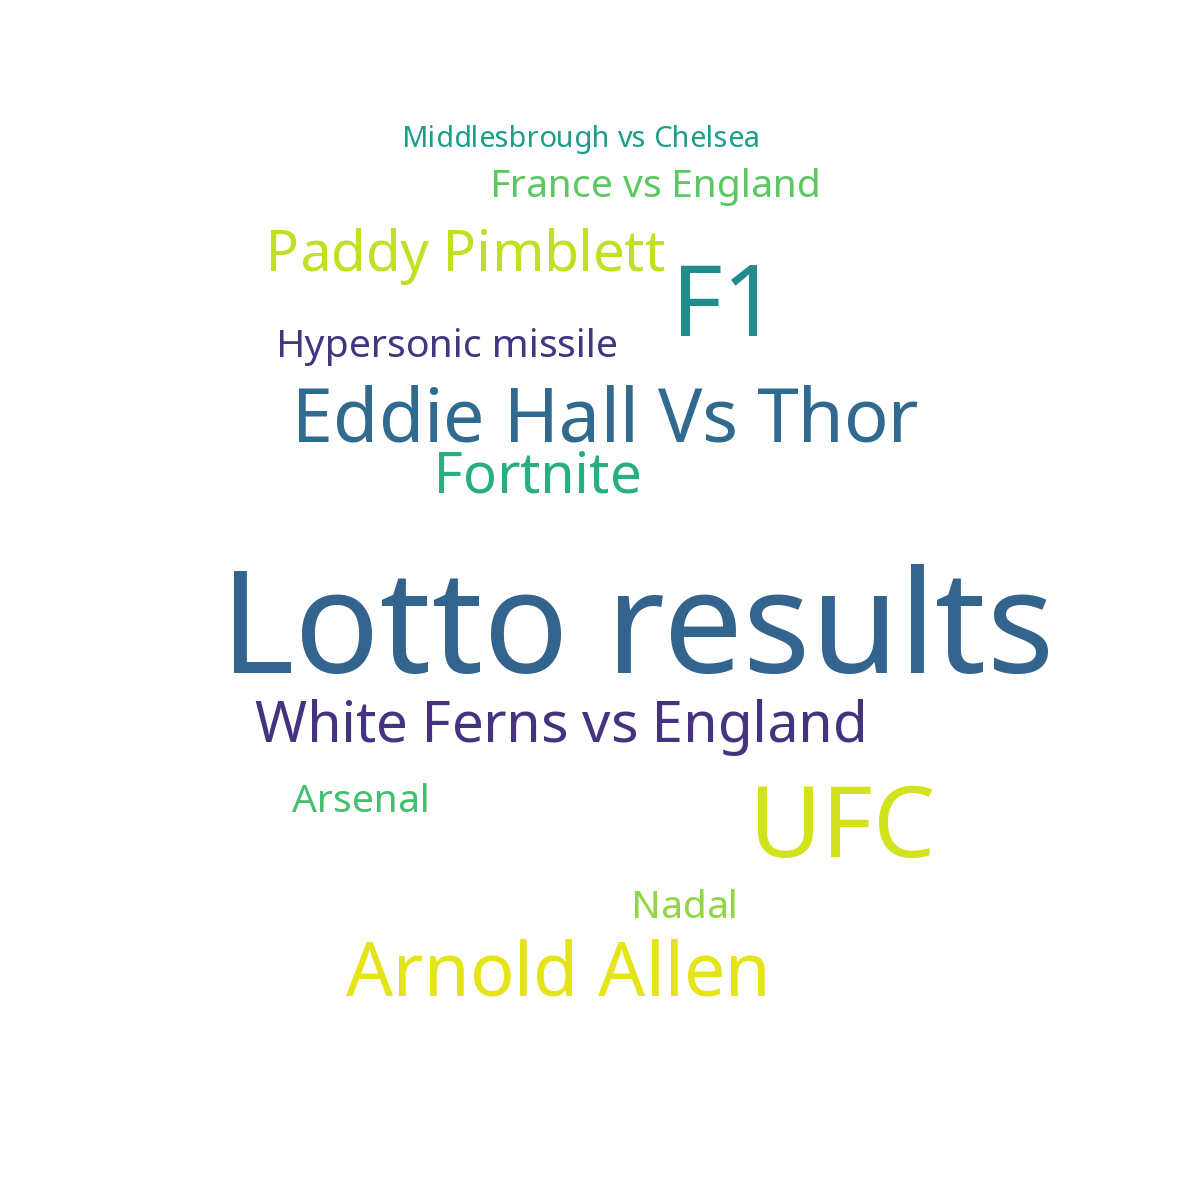 Middlesbrough vs Chelsea
France vs England
Paddy Pimblett
F1
Hypersonic missile
Eddie Hall Vs Thor
Fortnite
Lotto results
White Ferns vs England
Arsenal
UFC
Nadal
Arnold Allen